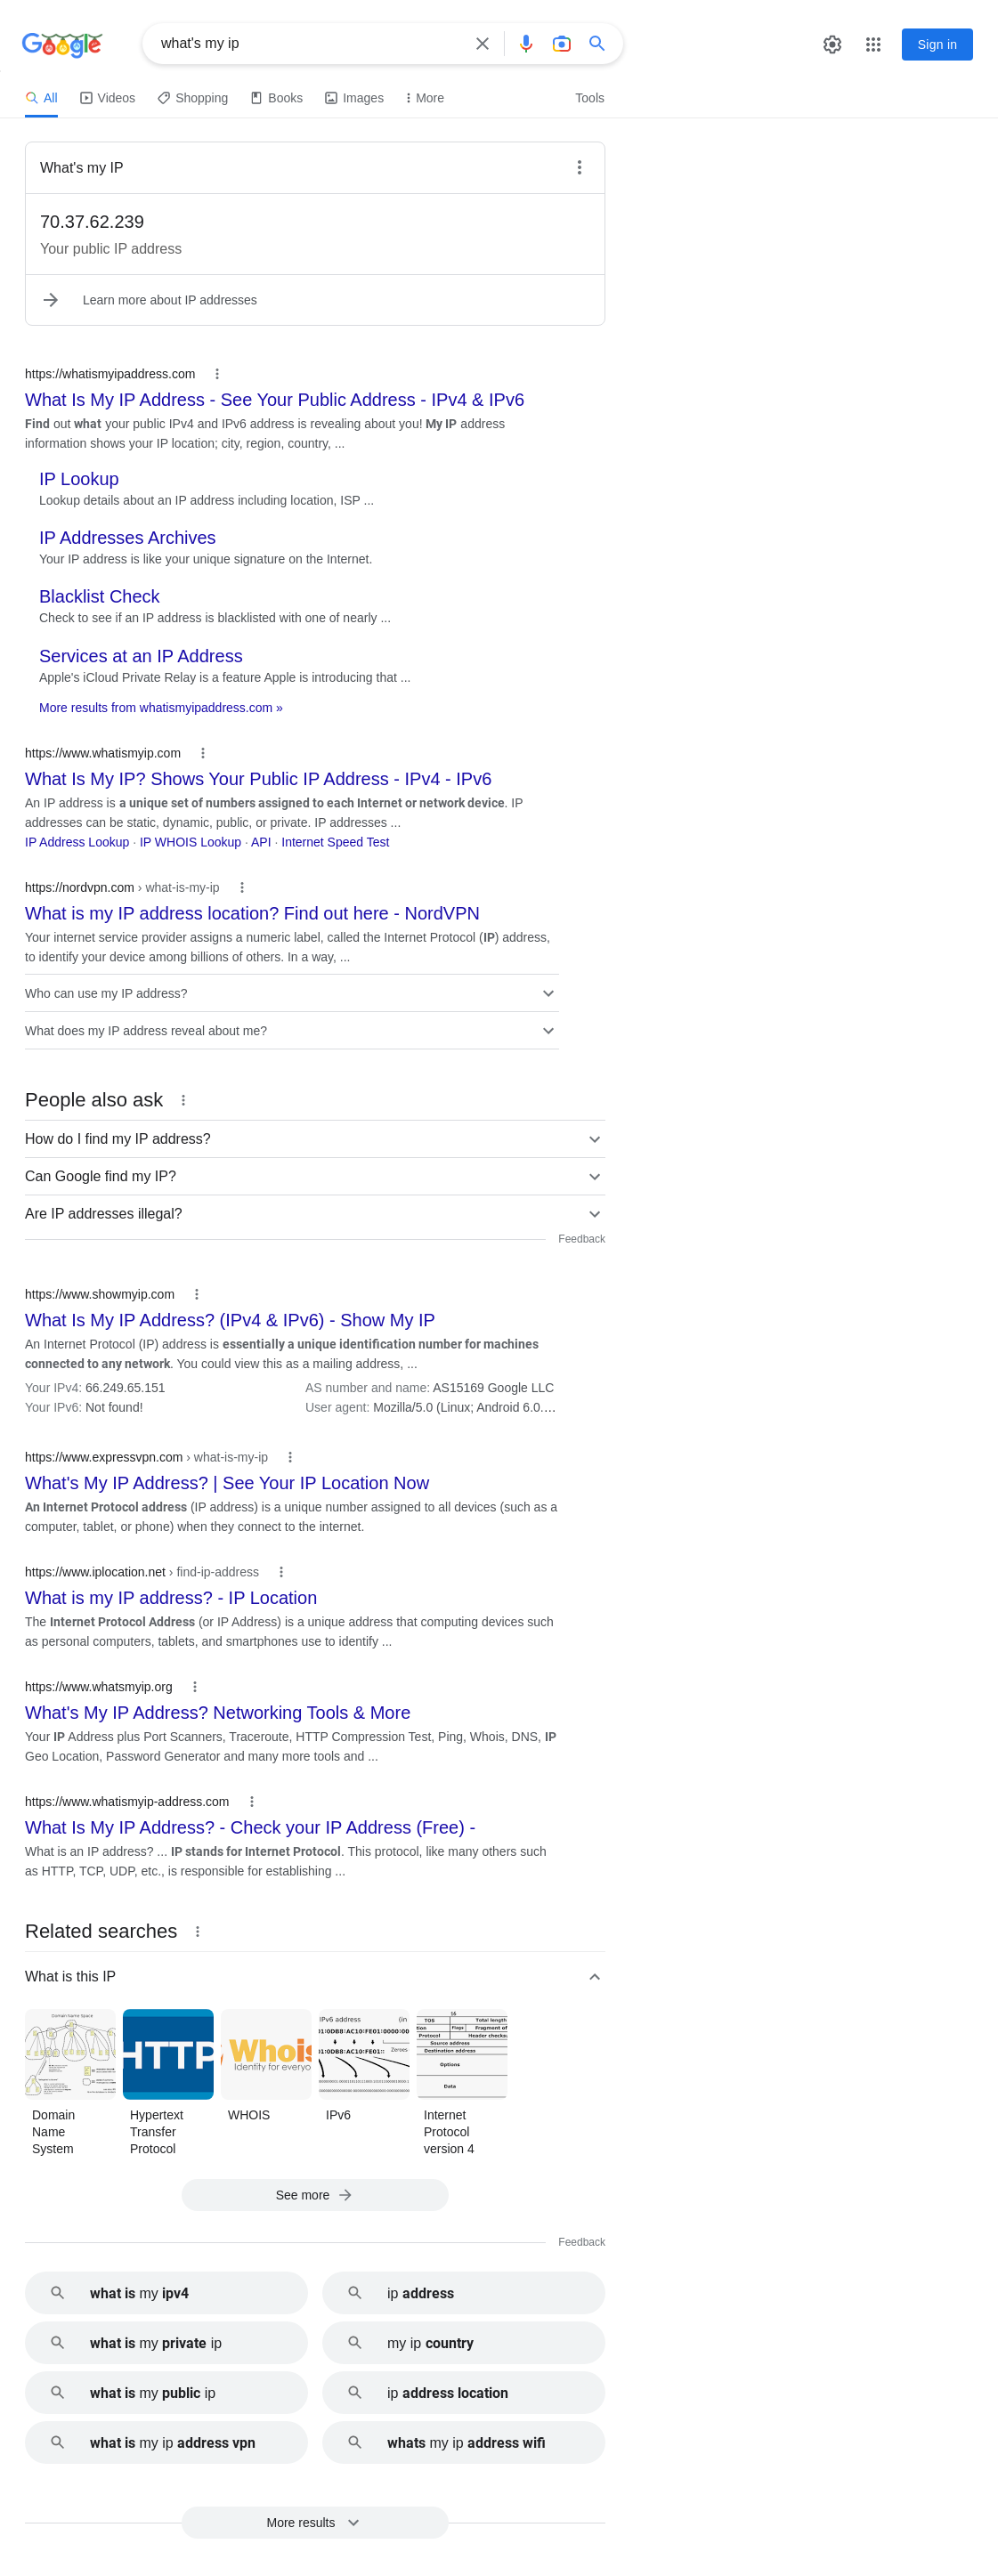 Google
what's my ip
Sign in
All
Videos
Shopping
Books
Images
More
Tools
What's my IP
70.37.62.239
Your public IP address
Learn more about IP addresses
https://whatismyipaddress.com
What Is My IP Address - See Your Public Address - IPv4 & IPv6
Find out what your public IPv4 and IPv6 address is revealing about you! My IP address
information shows your IP location; city, region, country, ...
IP Lookup
Lookup details about an IP address including location, ISP ...
IP Addresses Archives
Your IP address is like your unique signature on the Internet.
Blacklist Check
Check to see if an IP address is blacklisted with one of nearly ...
Services at an IP Address
Apple's iCloud Private Relay is a feature Apple is introducing that ...
More results from whatismyipaddress.com »
https://www.whatismyip.com
What Is My IP? Shows Your Public IP Address - IPv4 - IPv6
An IP address is a unique set of numbers assigned to each Internet or network device. IP
addresses can be static, dynamic, public, or private. IP addresses ...
IP Address Lookup · IP WHOIS Lookup · API · Internet Speed Test
https://nordvpn.com › what-is-my-ip
What is my IP address location? Find out here - NordVPN
Your internet service provider assigns a numeric label, called the Internet Protocol (IP) address,
to identify your device among billions of others. In a way, ...
Who can use my IP address?
What does my IP address reveal about me?
People also ask
How do I find my IP address?
Can Google find my IP?
Are IP addresses illegal?
Feedback
https://www.showmyip.com
What Is My IP Address? (IPv4 & IPv6) - Show My IP
An Internet Protocol (IP) address is essentially a unique identification number for machines
connected to any network. You could view this as a mailing address, ...
Your IPv4: 66.249.65.151
AS number and name: AS15169 Google LLC
Your IPv6: Not found!
User agent: Mozilla/5.0 (Linux; Android 6.0....
https://www.expressvpn.com › what-is-my-ip
What's My IP Address? | See Your IP Location Now
An Internet Protocol address (IP address) is a unique number assigned to all devices (such as a
computer, tablet, or phone) when they connect to the internet.
https://www.iplocation.net › find-ip-address
What is my IP address? - IP Location
The Internet Protocol Address (or IP Address) is a unique address that computing devices such
as personal computers, tablets, and smartphones use to identify ...
https://www.whatsmyip.org
What's My IP Address? Networking Tools & More
Your IP Address plus Port Scanners, Traceroute, HTTP Compression Test, Ping, Whois, DNS, IP
Geo Location, Password Generator and many more tools and ...
https://www.whatismyip-address.com
What Is My IP Address? - Check your IP Address (Free) -
What is an IP address? ... IP stands for Internet Protocol. This protocol, like many others such
as HTTP, TCP, UDP, etc., is responsible for establishing ...
Related searches
What is this IP
Domain Name Space
HTTP
Whois
Identity for everyo
IPv6 address (in
Zeroes
16
TOS Total length
Fragment of
Protocol Header checksu
Source address
Destination address
Options
Data
Domain
Name
System
Hypertext
Transfer
Protocol
WHOIS
IPv6
Internet
Protocol
version 4
See more
Feedback
what is my ipv4
ip address
what is my private ip
my ip country
what is my public ip
ip address location
what is my ip address vpn
whats my ip address wifi
More results